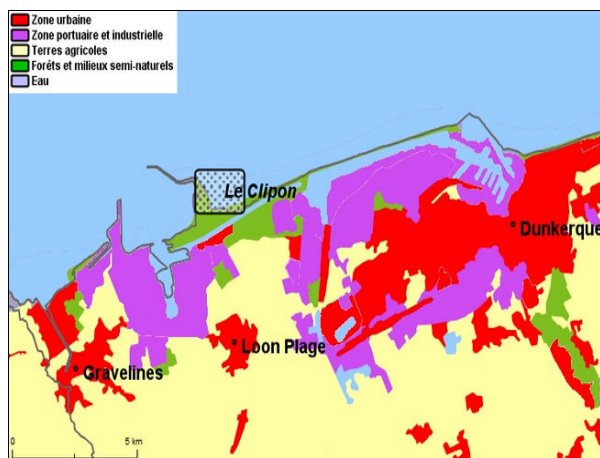 Zone urbaine
Zone portuaire et industrielle
Terres agricoles
Forêts et milieux semi-naturels
Eau
Le Clipon
Dunkerque
Loon Plage
Gravelines
0 5 km